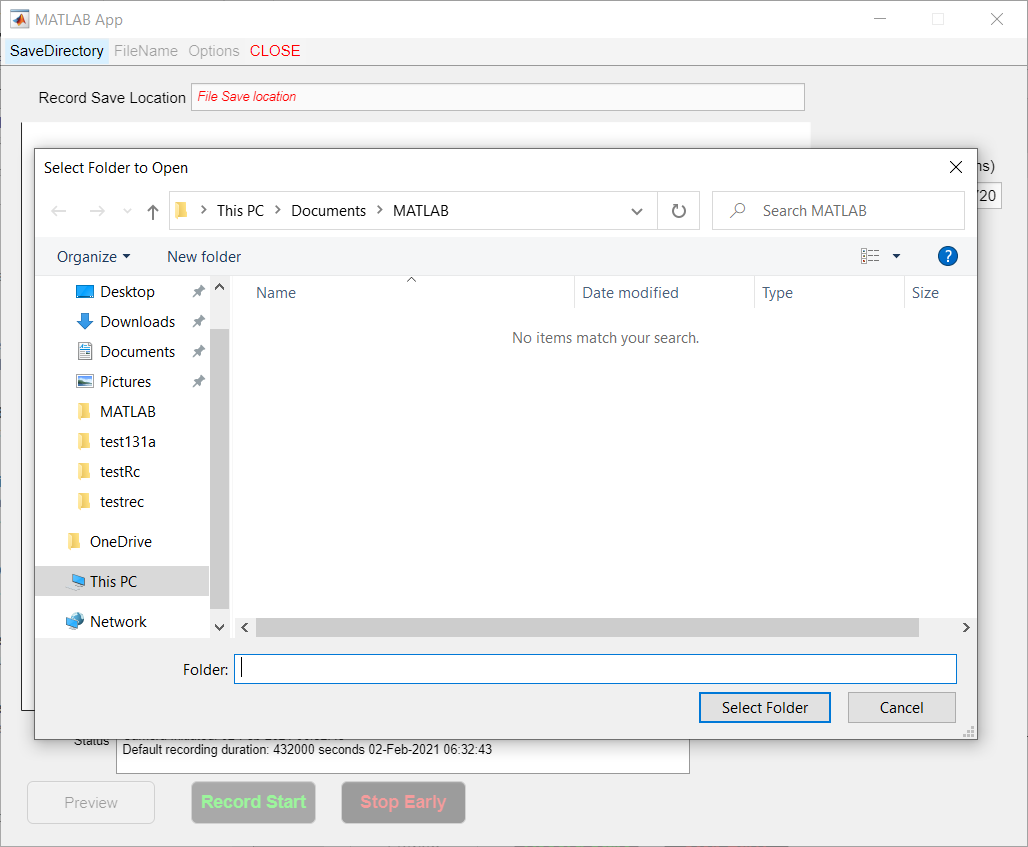 MATLAB App
SaveDirectory FileName Options CLOSE
Record Save Location File Save location
Select Folder to Open
This PC > Documents > MATLAB
Search MATLAB
Organize New folder
?
Name Date modified Type Size
No items match your search.
Desktop
Downloads
Documents
Pictures
MATLAB
test131a
testRc
testrec
OneDrive
This PC
Network
Folder:
Select Folder Cancel
ns)
20
Status
Default recording duration: 432000 seconds 02-Feb-2021 06:32:43
Preview Record Start Stop Early